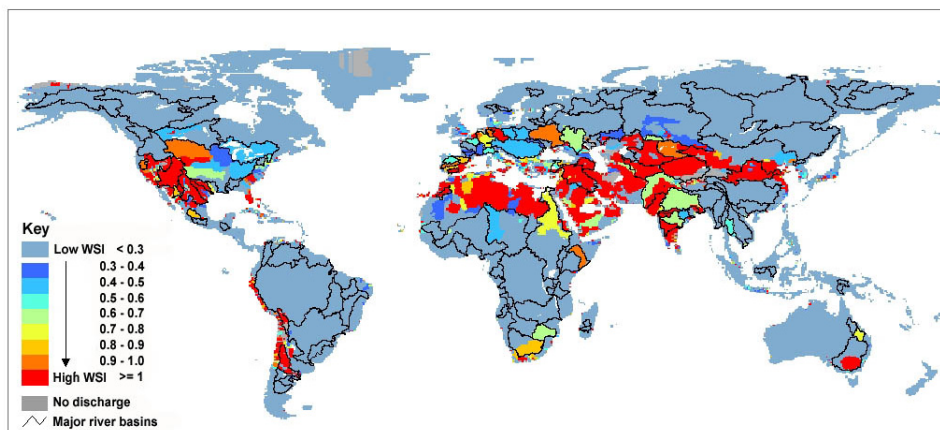 Key
Low WSI < 0.3
0.3 - 0.4
0.4 - 0.5
0.5 - 0.6
0.6 - 0.7
0.7 - 0.8
0.8 - 0.9
0.9 - 1.0
High WSI >= 1
No discharge
Major river basins